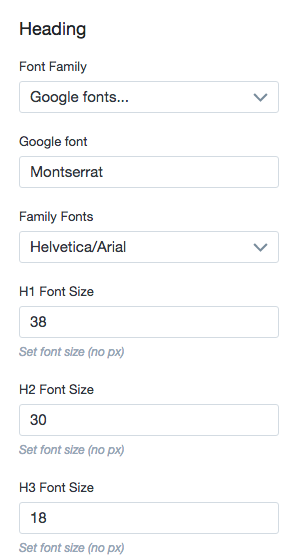 Heading
Font Family
Google fonts...
Google font
Montserrat
Family Fonts
Helvetica/Arial
H1 Font Size
38
Set font size (no px)
H2 Font Size
30
Set font size (no px)
H3 Font Size
18
Set font size (no px)